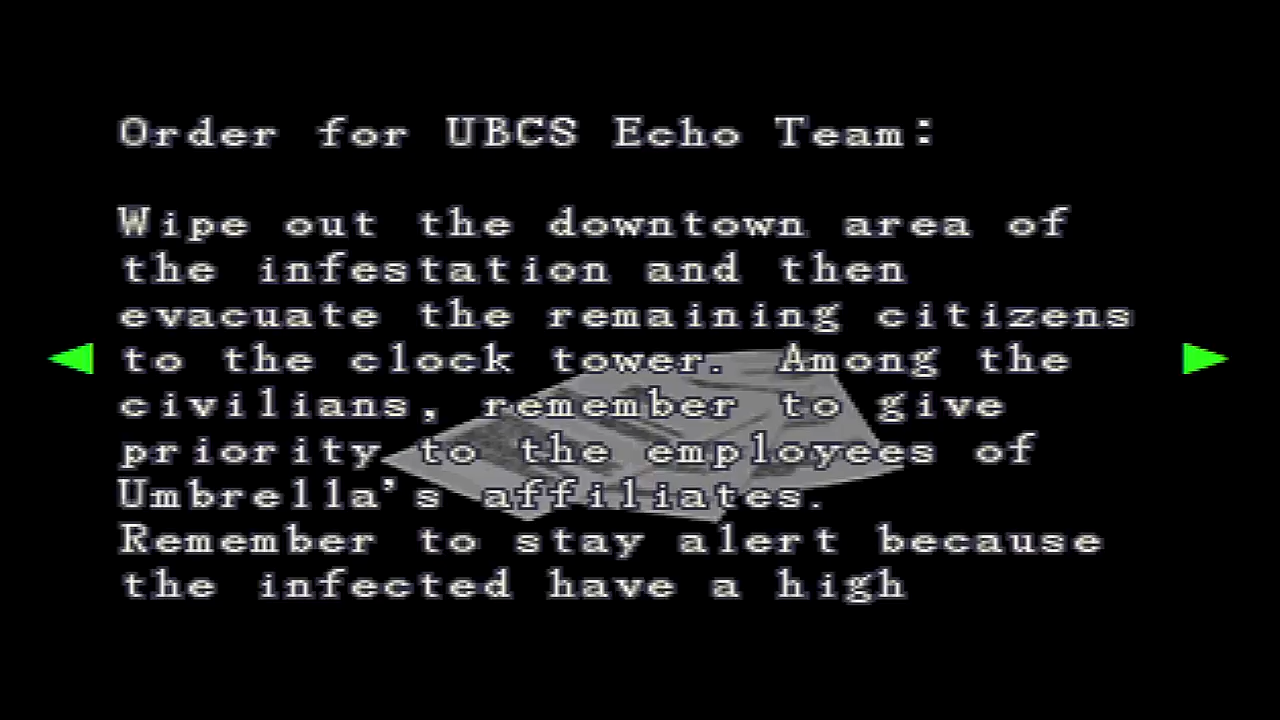 Order for UBCS Echo Team:
Wipe out the downtown area of
the infestation and then
evacuate the remaining citizens
to the clock tower. Among the
civilians, remember to give
priority to the employees of
Umbrella's affiliates.
Remember to stay alert because
the infected have a high